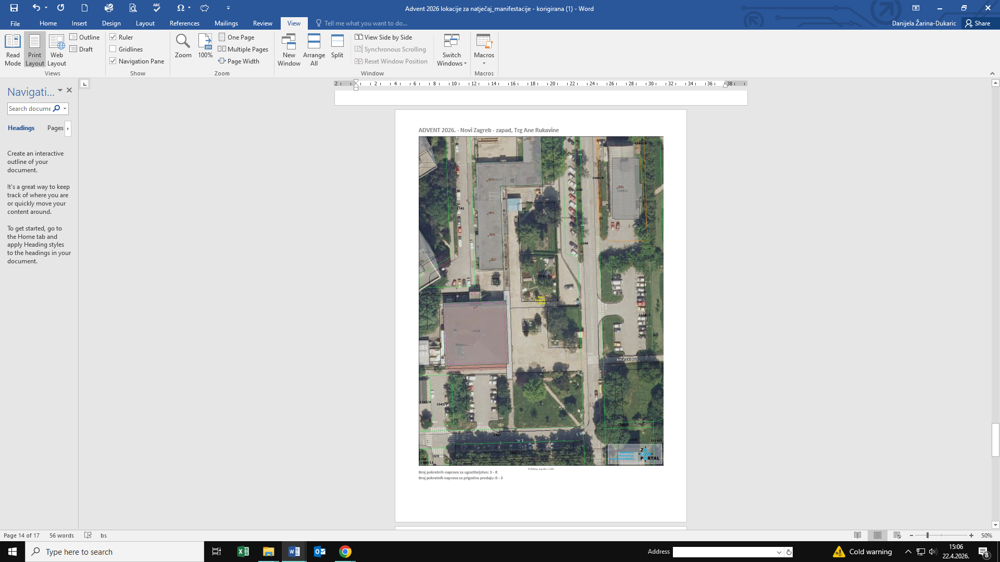 Advent 2026 lokacije za natječaj_manifestacije - korigirana (1) - Word
File
Home
Insert
Design
Layout
References
Mailings
Review
View
Tell me what you want to do...
Danijela Žarina-Dukaric
Share
Read Mode
Print Layout
Web Layout
Outline
Draft
Views
Ruler
Gridlines
Navigation Pane
Show
Zoom
100%
One Page
Multiple Pages
Page Width
Zoom
New Window
Arrange All
Split
View Side by Side
Synchronous Scrolling
Reset Window Position
Window
Switch Windows
Macros
Macros
2 2 4 6 8 10 12 14 16 18 20 22 24 26 28 30 32 34 36 38
Navigati...
Search docume
Headings
Pages
Create an interactive
outline of your
document.
It's a great way to keep
track of where you are
or quickly move your
content around.
To get started, go to
the Home tab and
apply Heading styles
to the headings in your
document.
ADVENT 2026. - Novi Zagreb - zapad, Trg Ane Rukavine
1542
1565
1566
1568/1
1534
1568/3
Alkarski put
1543/6
1543/7
1467
1531
PORTAL
Broj pokretnih naprava za ugostiteljstvo: 3 - 8
Broj pokretnih naprava za prigodnu prodaju: 0 - 3
Page 14 of 17
56 words
bs
50%
Type here to search
Address
Cold warning
15:06
22.4.2026.
8